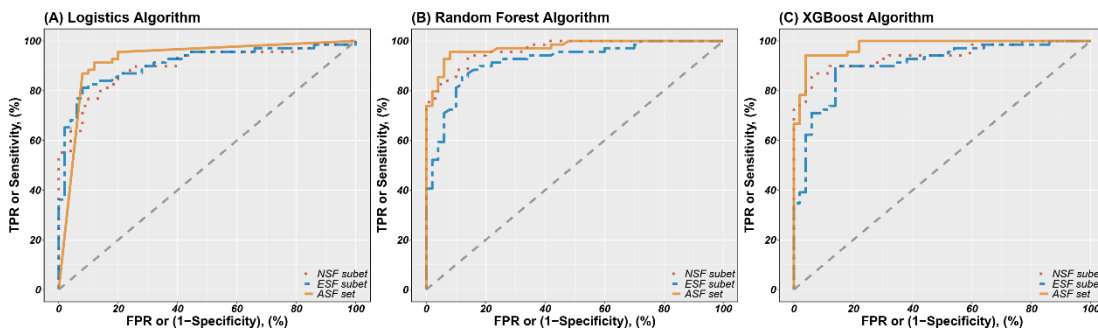 (A) Logistics Algorithm
TPR or Sensitivity, (%)
100
80
60
40
20
0
0 20 40 60 80 100
FPR or (1−Specificity), (%)
NSF subet
ESF subet
ASF set
(B) Random Forest Algorithm
TPR or Sensitivity, (%)
100
80
60
40
20
0
0 20 40 60 80 100
FPR or (1−Specificity), (%)
NSF subet
ESF subet
ASF set
(C) XGBoost Algorithm
TPR or Sensitivity, (%)
100
80
60
40
20
0
0 20 40 60 80 100
FPR or (1−Specificity), (%)
NSF subet
ESF subet
ASF set